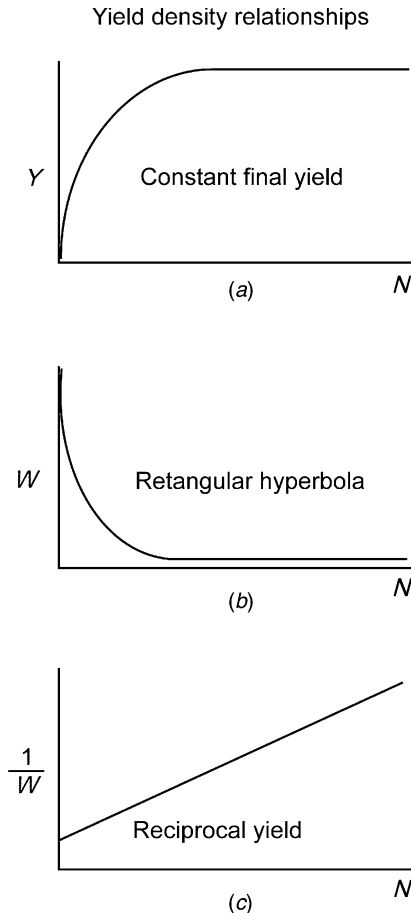 Yield density relationships
Y
Constant final yield
N
(a)
W
Retangular hyperbola
N
(b)
1
W
Reciprocal yield
N
(c)